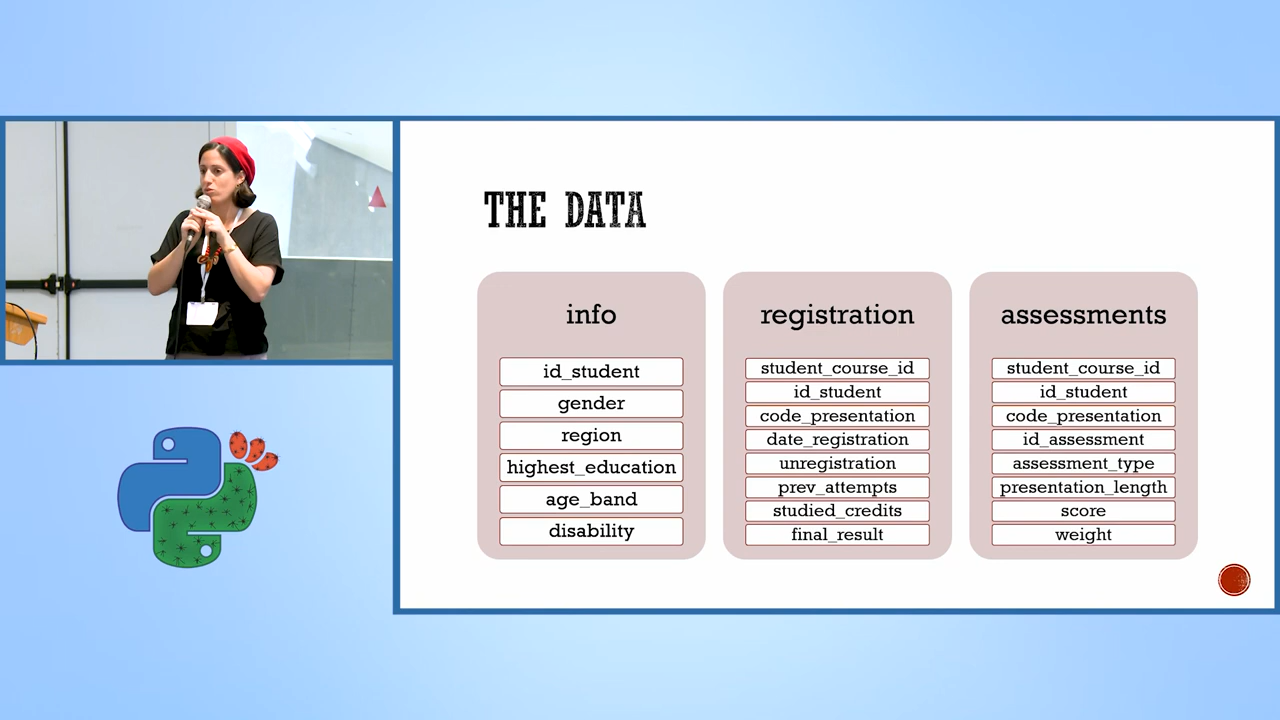 THE DATA
info
id_student
gender
region
highest_education
age_band
disability
registration
student_course_id
id_student
code_presentation
date_registration
unregistration
prev_attempts
studied_credits
final_result
assessments
student_course_id
id_student
code_presentation
id_assessment
assessment_type
presentation_length
score
weight